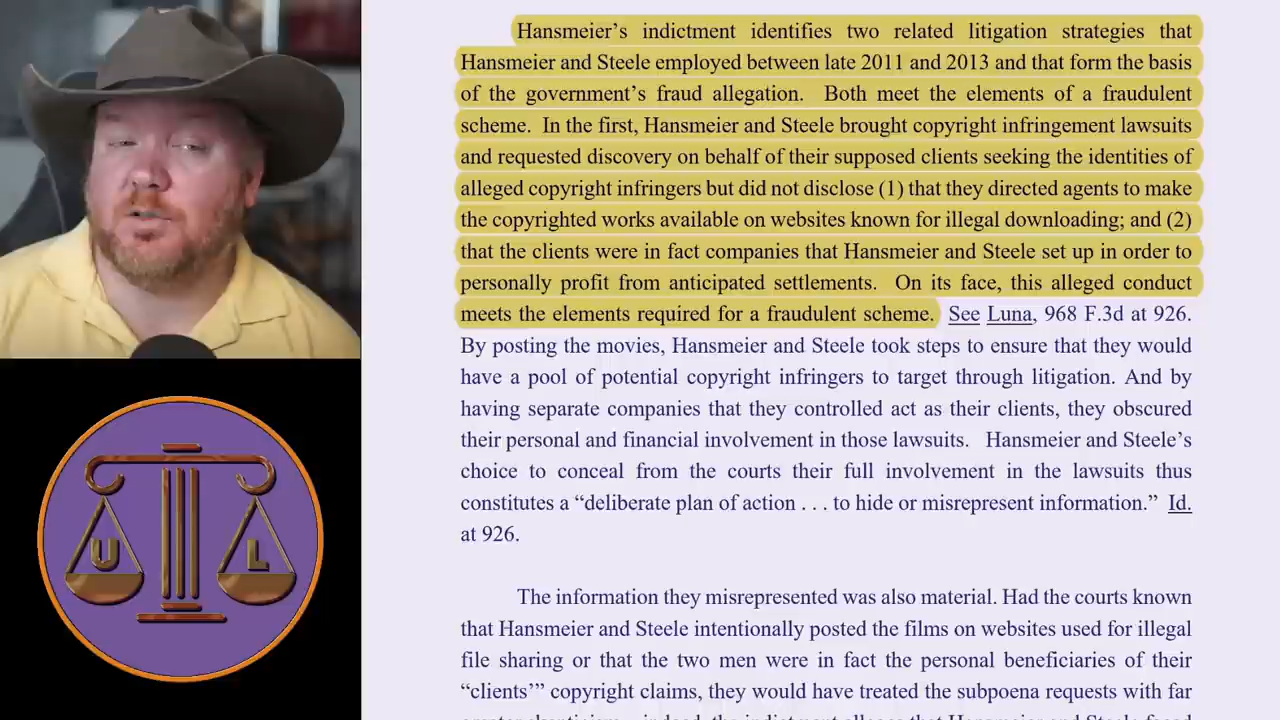 Hansmeier’s indictment identifies two related litigation strategies that
Hansmeier and Steele employed between late 2011 and 2013 and that form the basis
of the government’s fraud allegation. Both meet the elements of a fraudulent
scheme. In the first, Hansmeier and Steele brought copyright infringement lawsuits
and requested discovery on behalf of their supposed clients seeking the identities of
alleged copyright infringers but did not disclose (1) that they directed agents to make
the copyrighted works available on websites known for illegal downloading; and (2)
that the clients were in fact companies that Hansmeier and Steele set up in order to
personally profit from anticipated settlements. On its face, this alleged conduct
meets the elements required for a fraudulent scheme. See Luna, 968 F.3d at 926.
By posting the movies, Hansmeier and Steele took steps to ensure that they would
have a pool of potential copyright infringers to target through litigation. And by
having separate companies that they controlled act as their clients, they obscured
their personal and financial involvement in those lawsuits. Hansmeier and Steele’s
choice to conceal from the courts their full involvement in the lawsuits thus
constitutes a “deliberate plan of action . . . to hide or misrepresent information.” Id.
at 926.
The information they misrepresented was also material. Had the courts known
that Hansmeier and Steele intentionally posted the films on websites used for illegal
file sharing or that the two men were in fact the personal beneficiaries of their
“clients’” copyright claims, they would have treated the subpoena requests with far
U L